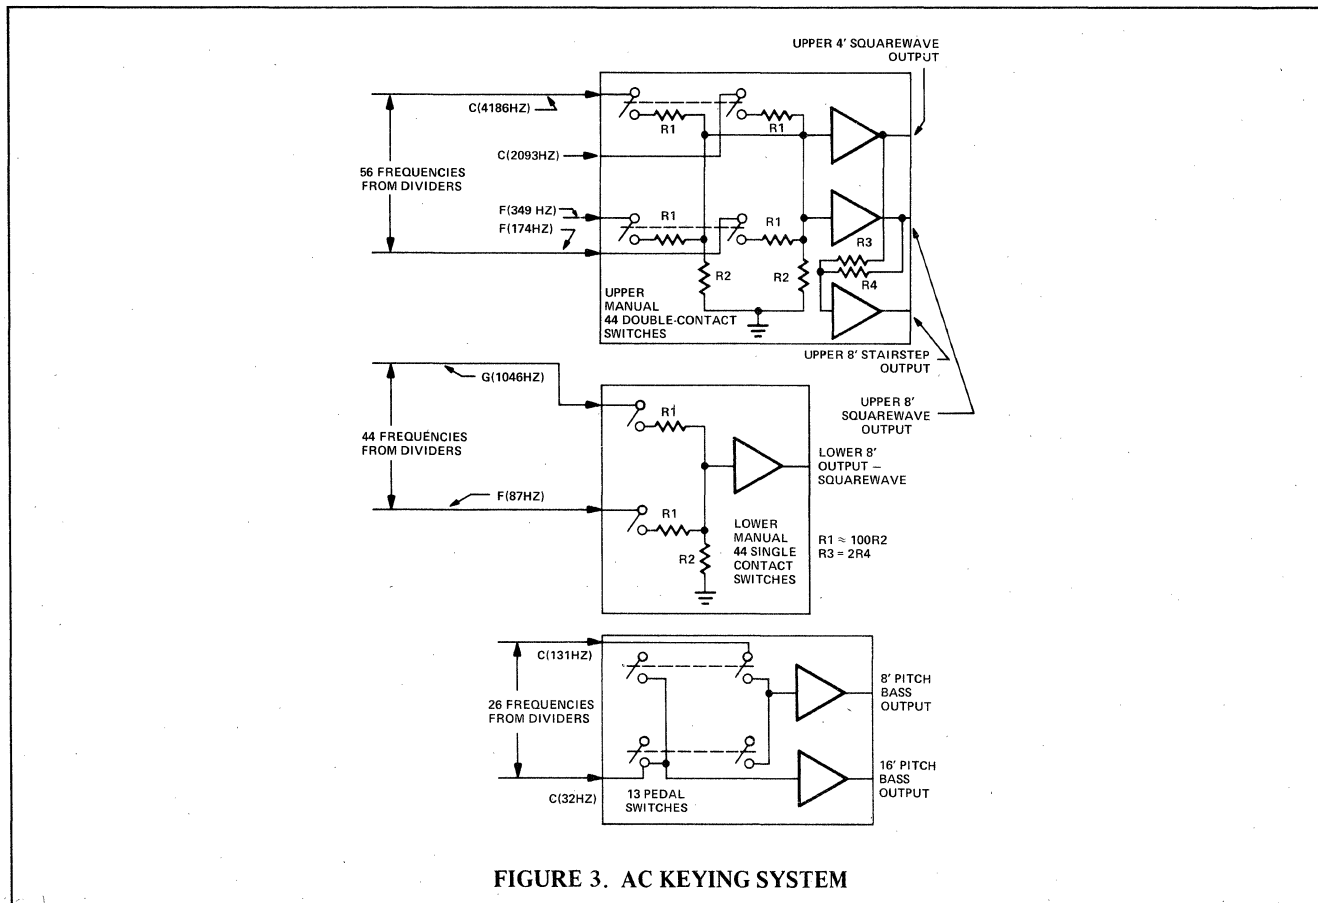 UPPER 4' SQUAREWAVE
OUTPUT
C(4186HZ)
R1
R1
C(2093HZ)
56 FREQUENCIES
FROM DIVIDERS
F(349 HZ)
R1
R1
F(174HZ)
R3
R2
R2
R4
UPPER
MANUAL
44 DOUBLE-CONTACT
SWITCHES
UPPER 8' STAIRSTEP
OUTPUT
G(1046HZ)
UPPER 8'
SQUAREWAVE
OUTPUT
R1
44 FREQUENCIES
FROM DIVIDERS
LOWER 8'
OUTPUT –
SQUAREWAVE
F(87HZ)
R1
LOWER
MANUAL
44 SINGLE
CONTACT
SWITCHES
R2
R1 ≈ 100R2
R3 = 2R4
C(131HZ)
26 FREQUENCIES
FROM DIVIDERS
8' PITCH
BASS
OUTPUT
C(32HZ)
13 PEDAL
SWITCHES
16' PITCH
BASS
OUTPUT
FIGURE 3. AC KEYING SYSTEM